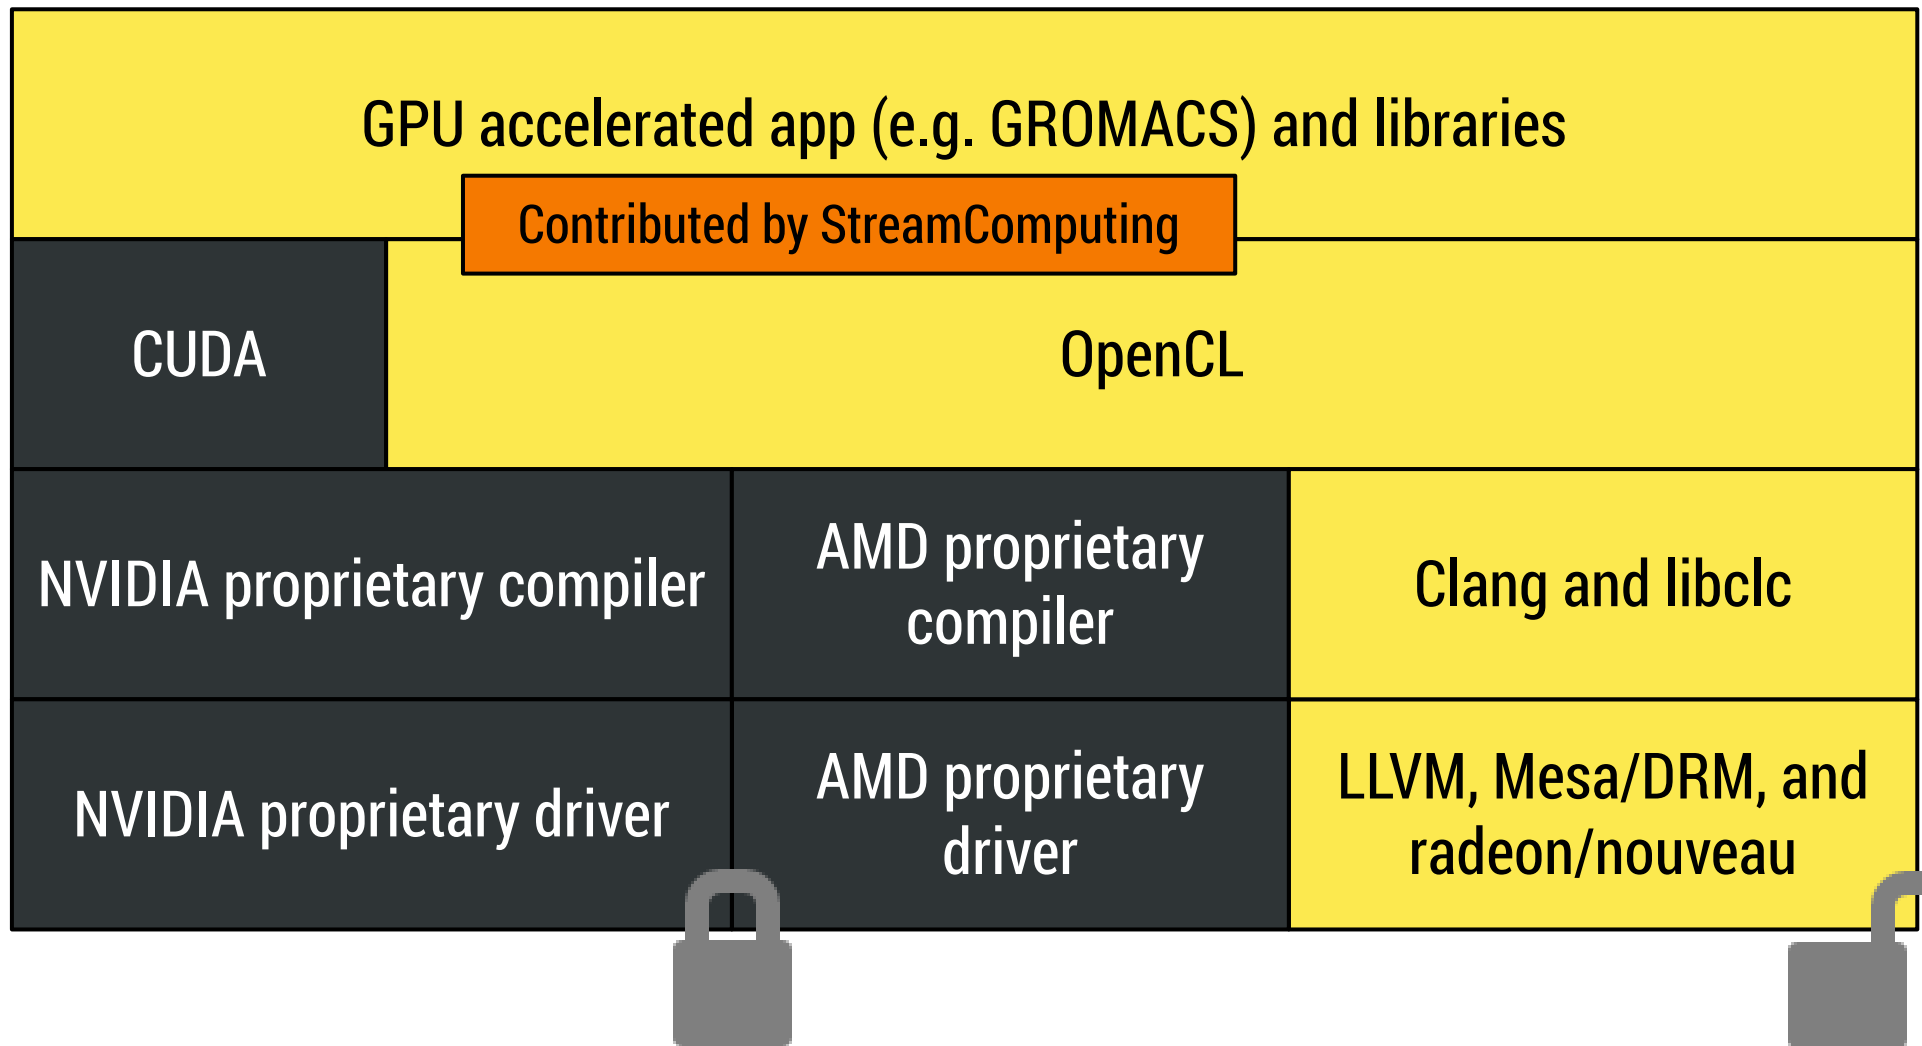 GPU accelerated app (e.g. GROMACS) and libraries
Contributed by StreamComputing
CUDA
OpenCL
NVIDIA proprietary compiler
AMD proprietary
compiler
Clang and libclc
NVIDIA proprietary driver
AMD proprietary
driver
LLVM, Mesa/DRM, and
radeon/nouveau